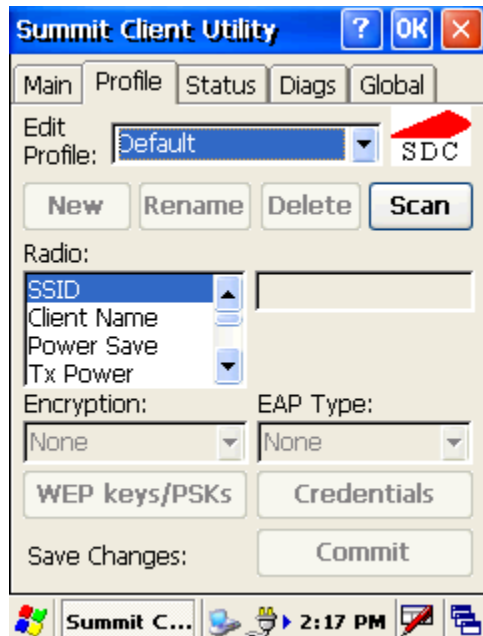 Summit Client Utility ? OK
Main Profile Status Diags Global
Edit
Profile: Default
SDC
New Rename Delete Scan
Radio:
SSID
Client Name
Power Save
Tx Power
Encryption: EAP Type:
None None
WEP keys/PSKs Credentials
Save Changes: Commit
Summit C... 2:17 PM